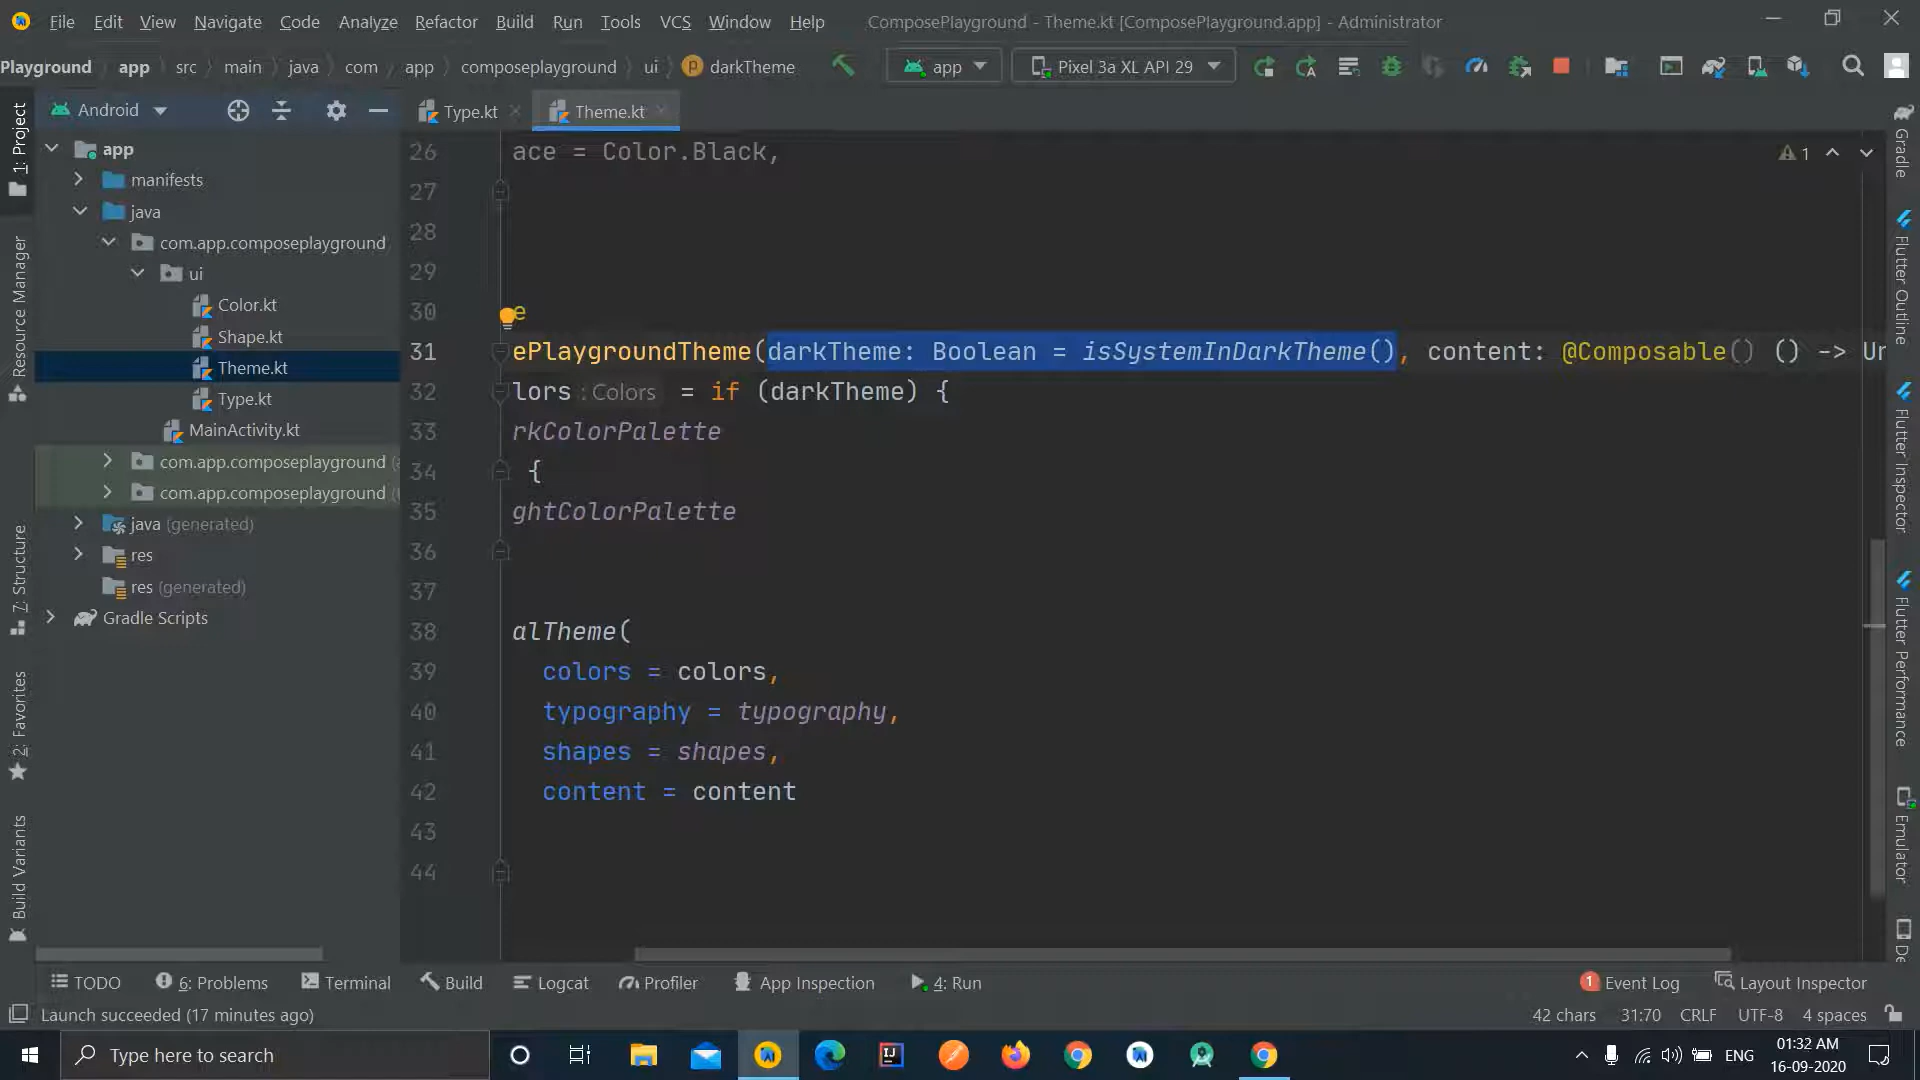 File Edit View Navigate Code Analyze Refactor Build Run Tools VCS Window Help ComposePlayground - Theme.kt [ComposePlayground.app] - Administrator
Playground app src main java com app composeplayground ui darkTheme app Pixel 3a XL API 29
Android
Type.kt Theme.kt
1: Project
Resource Manager
7: Structure
2: Favorites
Build Variants
app
manifests
java
com.app.composeplayground
ui
Color.kt
Shape.kt
Theme.kt
Type.kt
MainActivity.kt
com.app.composeplayground
com.app.composeplayground
java (generated)
res
res (generated)
Gradle Scripts
26 ace = Color.Black,
1
27
28
29
30 e
31 ePlaygroundTheme(darkTheme: Boolean = isSystemInDarkTheme(), content: @Composable() () -> Un
32 lors : Colors = if (darkTheme) {
33 rkColorPalette
34 {
35 ghtColorPalette
36
37
38 alTheme(
39 colors = colors,
40 typography = typography,
41 shapes = shapes,
42 content = content
43
44
Gradle
Flutter Outline
Flutter Inspector
Flutter Performance
Emulator
De
TODO 6: Problems Terminal Build Logcat Profiler App Inspection 4: Run 1 Event Log Layout Inspector
Launch succeeded (17 minutes ago) 42 chars 31:70 CRLF UTF-8 4 spaces
Type here to search ENG 01:32 AM
16-09-2020